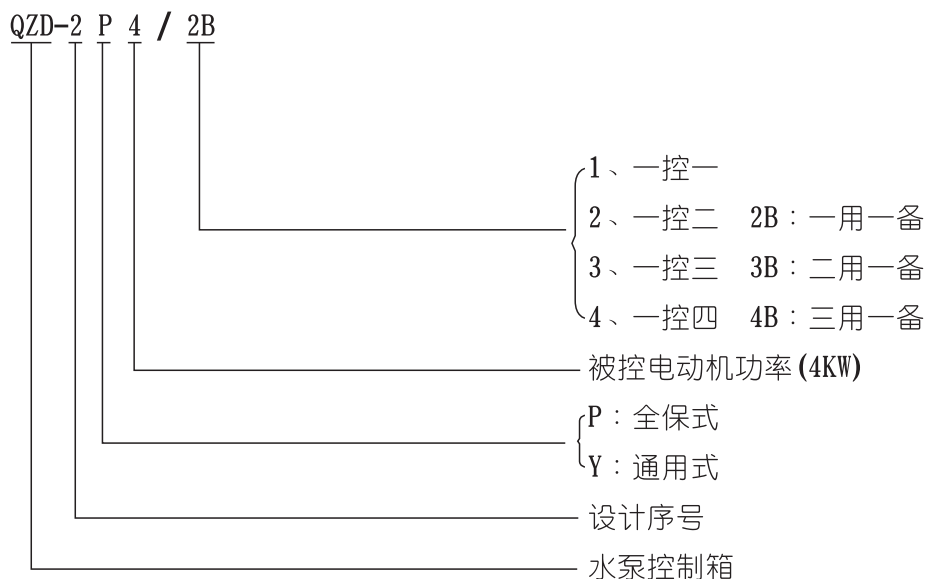 QZD-2 P 4 / 2B
1、一控一
2、一控二 2B：一用一备
3、一控三 3B：二用一备
4、一控四 4B：三用一备
被控电动机功率(4KW)
P：全保式
Y：通用式
设计序号
水泵控制箱